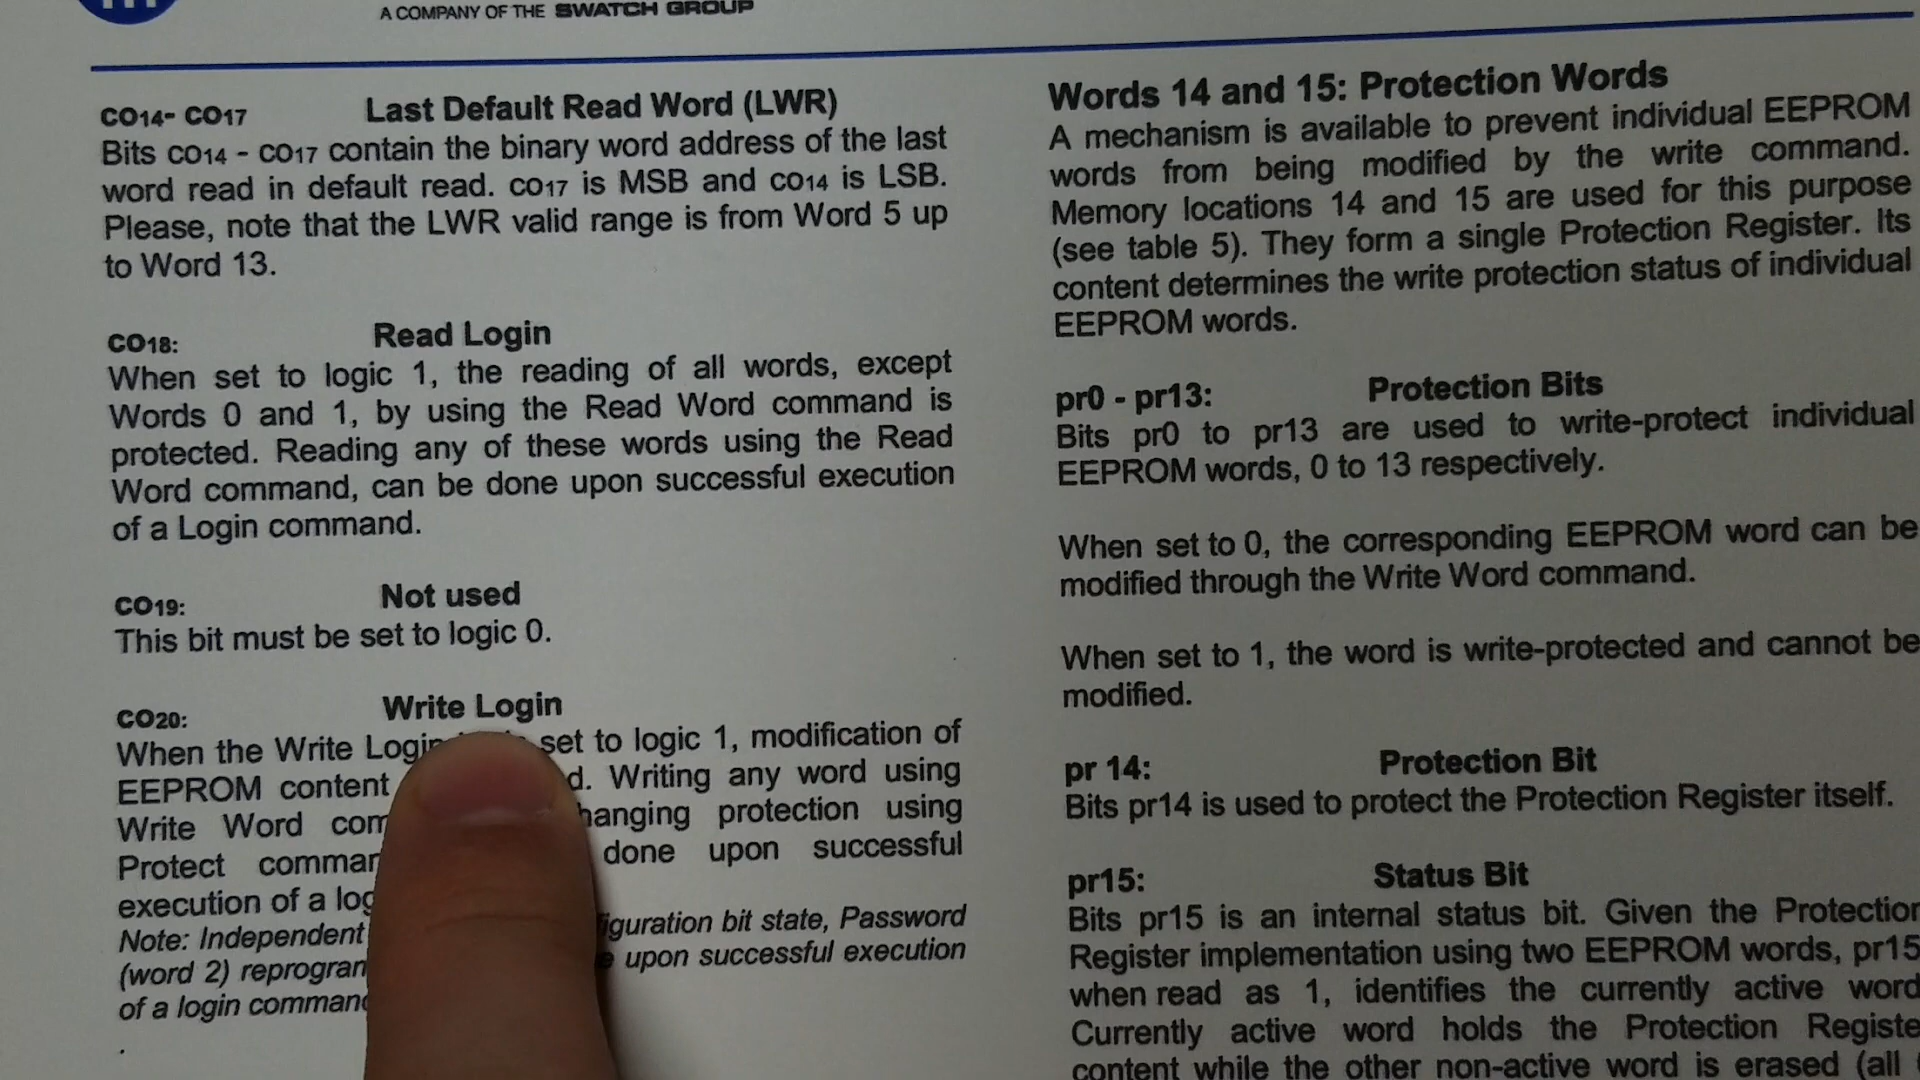 A COMPANY OF THE SWATCH GROUP
CO14- CO17 Last Default Read Word (LWR)
Bits CO14 - CO17 contain the binary word address of the last
word read in default read. CO17 is MSB and CO14 is LSB.
Please, note that the LWR valid range is from Word 5 up
to Word 13.
CO18: Read Login
When set to logic 1, the reading of all words, except
Words 0 and 1, by using the Read Word command is
protected. Reading any of these words using the Read
Word command, can be done upon successful execution
of a Login command.
CO19: Not used
This bit must be set to logic 0.
CO20: Write Login
When the Write Login set to logic 1, modification of
EEPROM content Writing any word using
Write Word protection using
Protect done upon successful
execution of a
Note: Independent Password
(word 2) upon successful execution
of a login
.
Words 14 and 15: Protection Words
A mechanism is available to prevent individual EEPROM
words from being modified by the write command.
Memory locations 14 and 15 are used for this purpose
(see table 5). They form a single Protection Register. Its
content determines the write protection status of individual
EEPROM words.
pr0 - pr13: Protection Bits
Bits pr0 to pr13 are used to write-protect individual
EEPROM words, 0 to 13 respectively.
When set to 0, the corresponding EEPROM word can be
modified through the Write Word command.
When set to 1, the word is write-protected and cannot be
modified.
pr 14: Protection Bit
Bits pr14 is used to protect the Protection Register itself.
pr15: Status Bit
Bits pr15 is an internal status bit. Given the Protection
Register implementation using two EEPROM words, pr15
when read as 1, identifies the currently active word
Currently active word holds the Protection
content while the other non-active word is erased (all